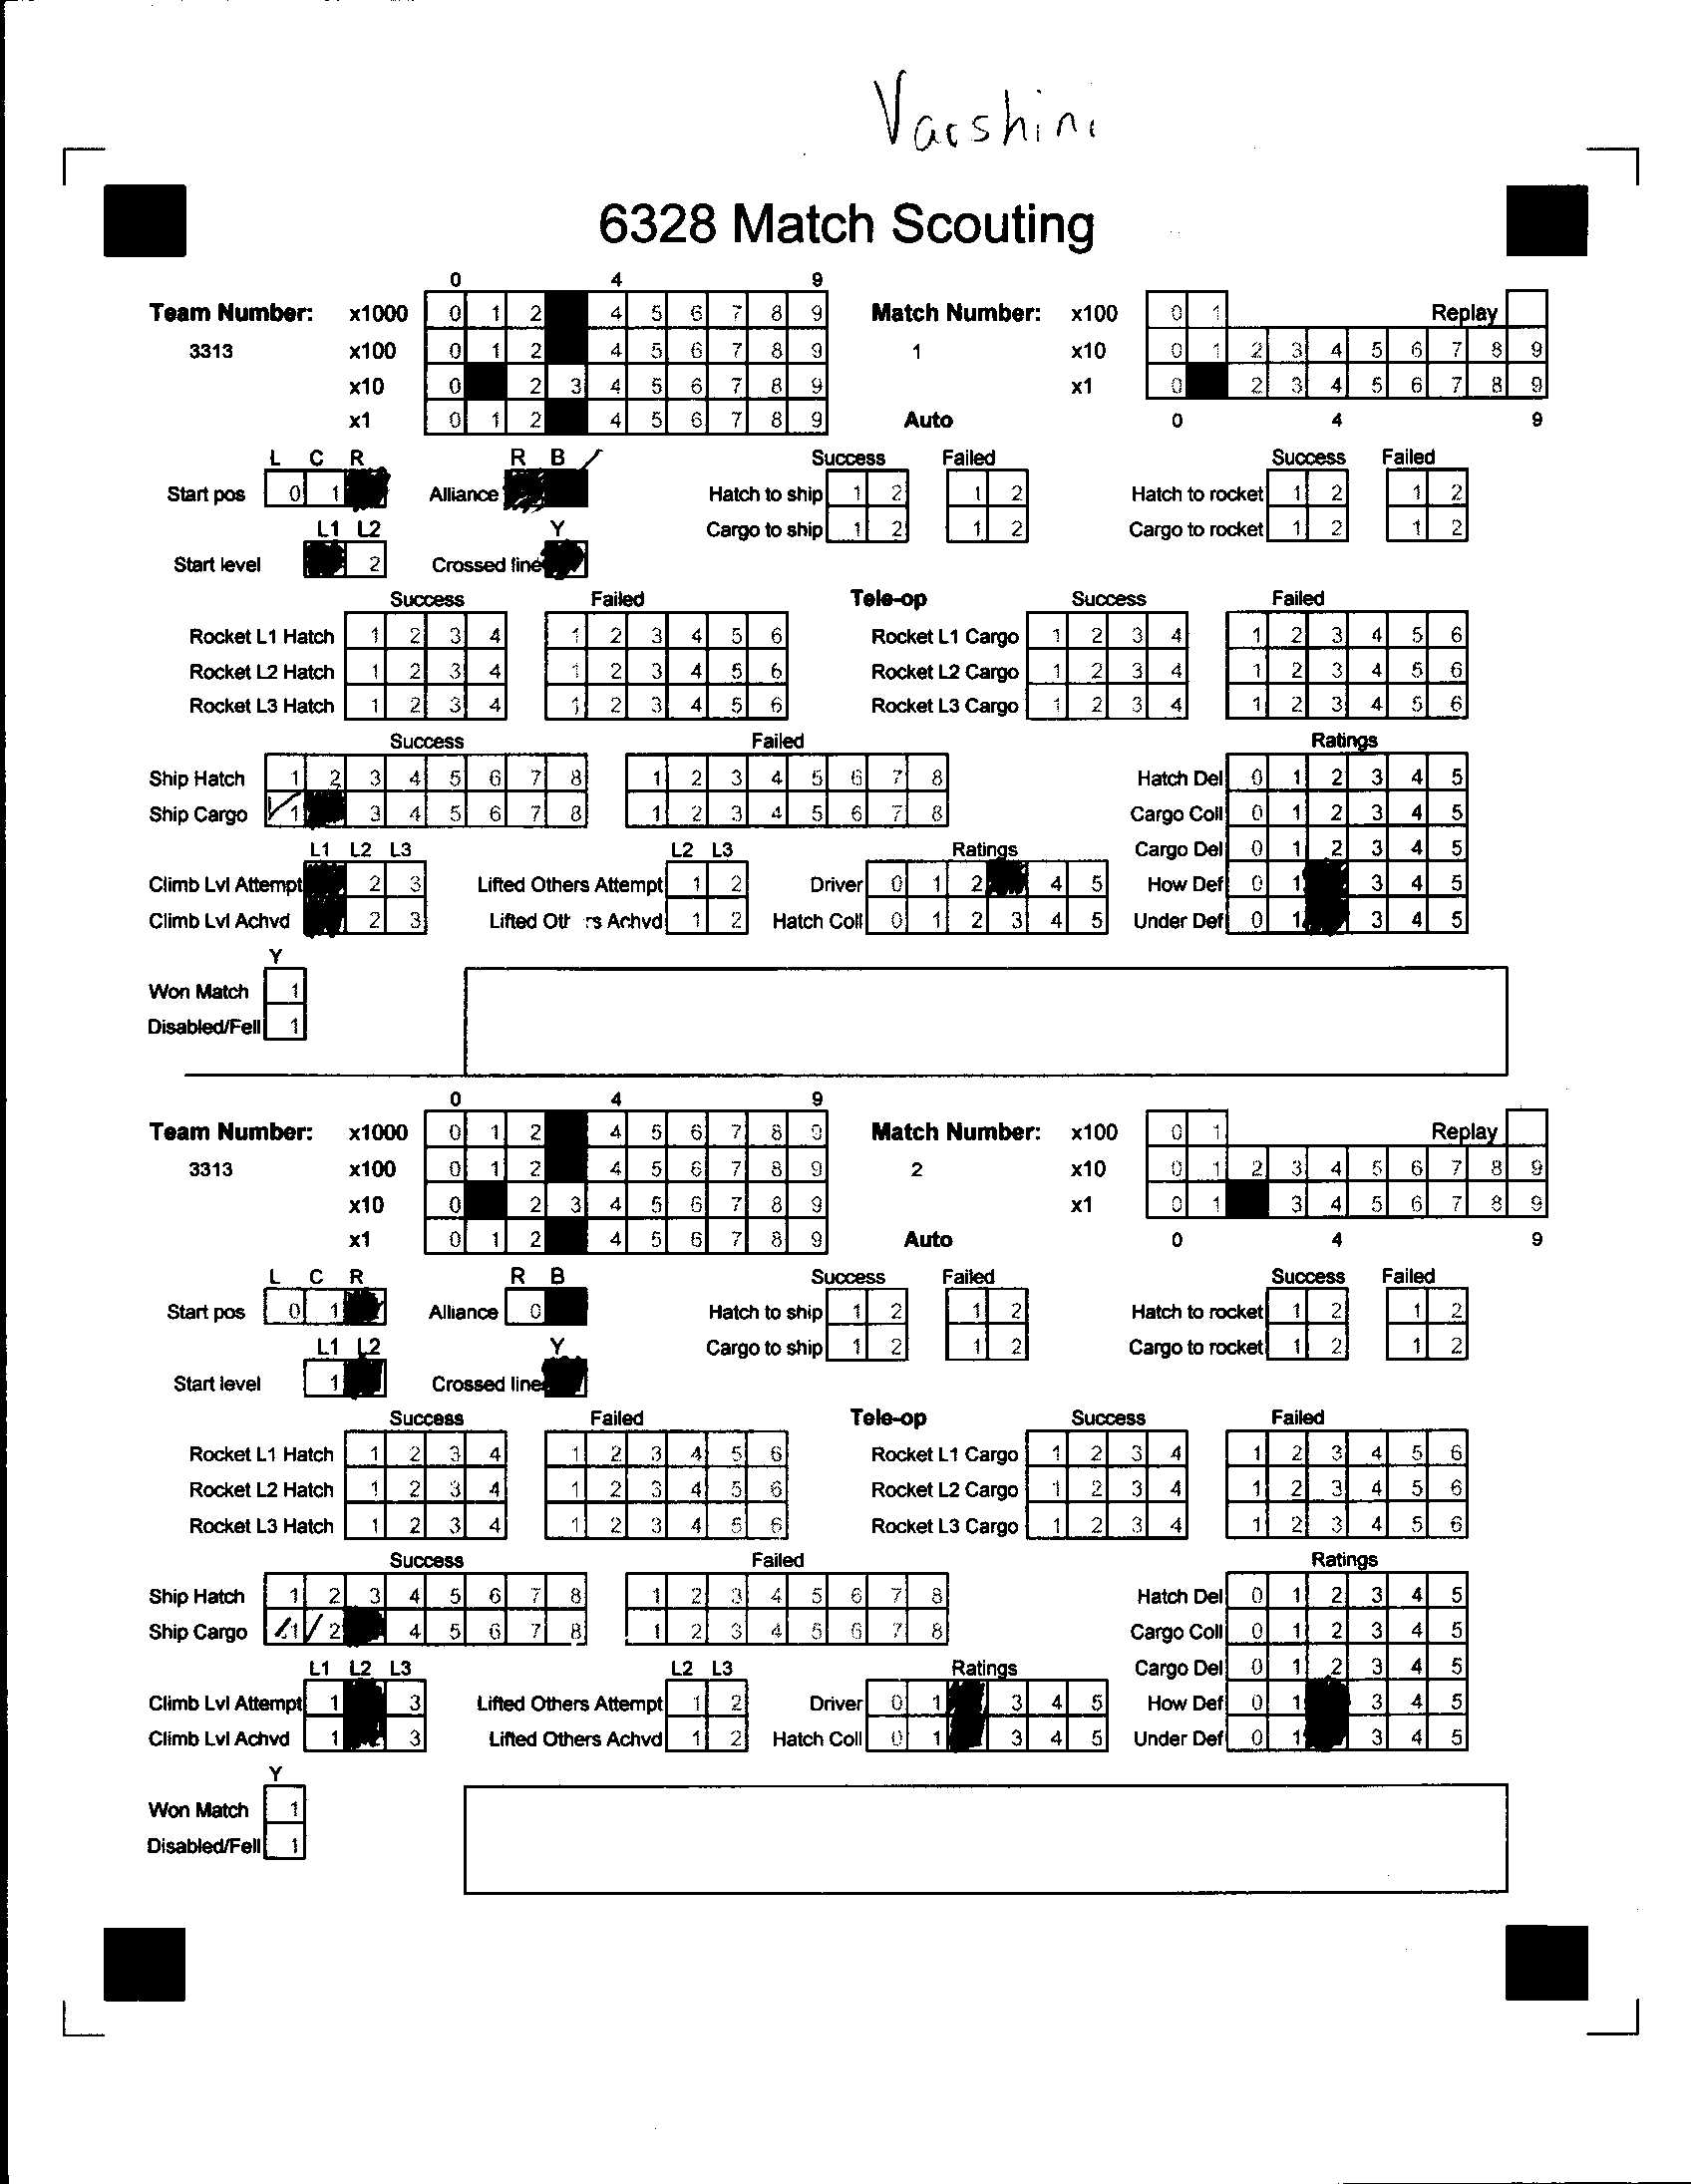 Varshini
6328 Match Scouting
0 4 9
Team Number: x1000 0 1 2 4 5 6 7 8 9 Match Number: x100 0 1 Replay
3313 x100 0 1 2 4 5 6 7 8 9 1 x10 0 1 2 3 4 5 6 7 8 9
x10 0 2 3 4 5 6 7 8 9 x1 0 2 3 4 5 6 7 8 9
x1 0 1 2 4 5 6 7 8 9 Auto 0 4 9
L C R R B Success Failed Success Failed
Start pos 0 1 Alliance Hatch to ship 1 2 1 2 Hatch to rocket 1 2 1 2
L1 L2 Y Cargo to ship 1 2 1 2 Cargo to rocket 1 2 1 2
Start level 2 Crossed line
Success Failed Tele-op Success Failed
Rocket L1 Hatch 1 2 3 4 1 2 3 4 5 6 Rocket L1 Cargo 1 2 3 4 1 2 3 4 5 6
Rocket L2 Hatch 1 2 3 4 1 2 3 4 5 6 Rocket L2 Cargo 1 2 3 4 1 2 3 4 5 6
Rocket L3 Hatch 1 2 3 4 1 2 3 4 5 6 Rocket L3 Cargo 1 2 3 4 1 2 3 4 5 6
Success Failed Ratings
Ship Hatch 1 2 3 4 5 6 7 8 1 2 3 4 5 6 7 8 Hatch Del 0 1 2 3 4 5
Ship Cargo 1 3 4 5 6 7 8 1 2 3 4 5 6 7 8 Cargo Coll 0 1 2 3 4 5
L1 L2 L3 L2 L3 Ratings Cargo Del 0 1 2 3 4 5
Climb Lvl Attempt 2 3 Lifted Others Attempt 1 2 Driver 0 1 2 4 5 How Def 0 1 3 4 5
Climb Lvl Achvd 2 3 Lifted Achvd 1 2 Hatch Coll 0 1 2 3 4 5 Under Def 0 1 3 4 5
Y
Won Match 1
Disabled/Fell 1
0 4 9
Team Number: x1000 0 1 2 4 5 6 7 8 9 Match Number: x100 0 1 Replay
3313 x100 0 1 2 4 5 6 7 8 9 2 x10 0 1 2 3 4 5 6 7 8 9
x10 0 2 3 4 5 6 7 8 9 x1 0 1 3 4 5 6 7 8 9
x1 0 1 2 4 5 6 7 8 9 Auto 0 4 9
L C R R B Success Failed Success Failed
Start pos 0 1 Alliance 0 Hatch to ship 1 2 1 2 Hatch to rocket 1 2 1 2
L1 L2 Y Cargo to ship 1 2 1 2 Cargo to rocket 1 2 1 2
Start level 1 Crossed line
Success Failed Tele-op Success Failed
Rocket L1 Hatch 1 2 3 4 1 2 3 4 5 6 Rocket L1 Cargo 1 2 3 4 1 2 3 4 5 6
Rocket L2 Hatch 1 2 3 4 1 2 3 4 5 6 Rocket L2 Cargo 1 2 3 4 1 2 3 4 5 6
Rocket L3 Hatch 1 2 3 4 1 2 3 4 5 6 Rocket L3 Cargo 1 2 3 4 1 2 3 4 5 6
Success Failed Ratings
Ship Hatch 1 2 3 4 5 6 7 8 1 2 3 4 5 6 7 8 Hatch Del 0 1 2 3 4 5
Ship Cargo 1 2 4 5 6 7 8 1 2 3 4 5 6 7 8 Cargo Coll 0 1 2 3 4 5
L1 L2 L3 L2 L3 Ratings Cargo Del 0 1 2 3 4 5
Climb Lvl Attempt 1 3 Lifted Others Attempt 1 2 Driver 0 1 3 4 5 How Def 0 1 3 4 5
Climb Lvl Achvd 1 3 Lifted Others Achvd 1 2 Hatch Coll 0 1 3 4 5 Under Def 0 1 3 4 5
Y
Won Match 1
Disabled/Fell 1